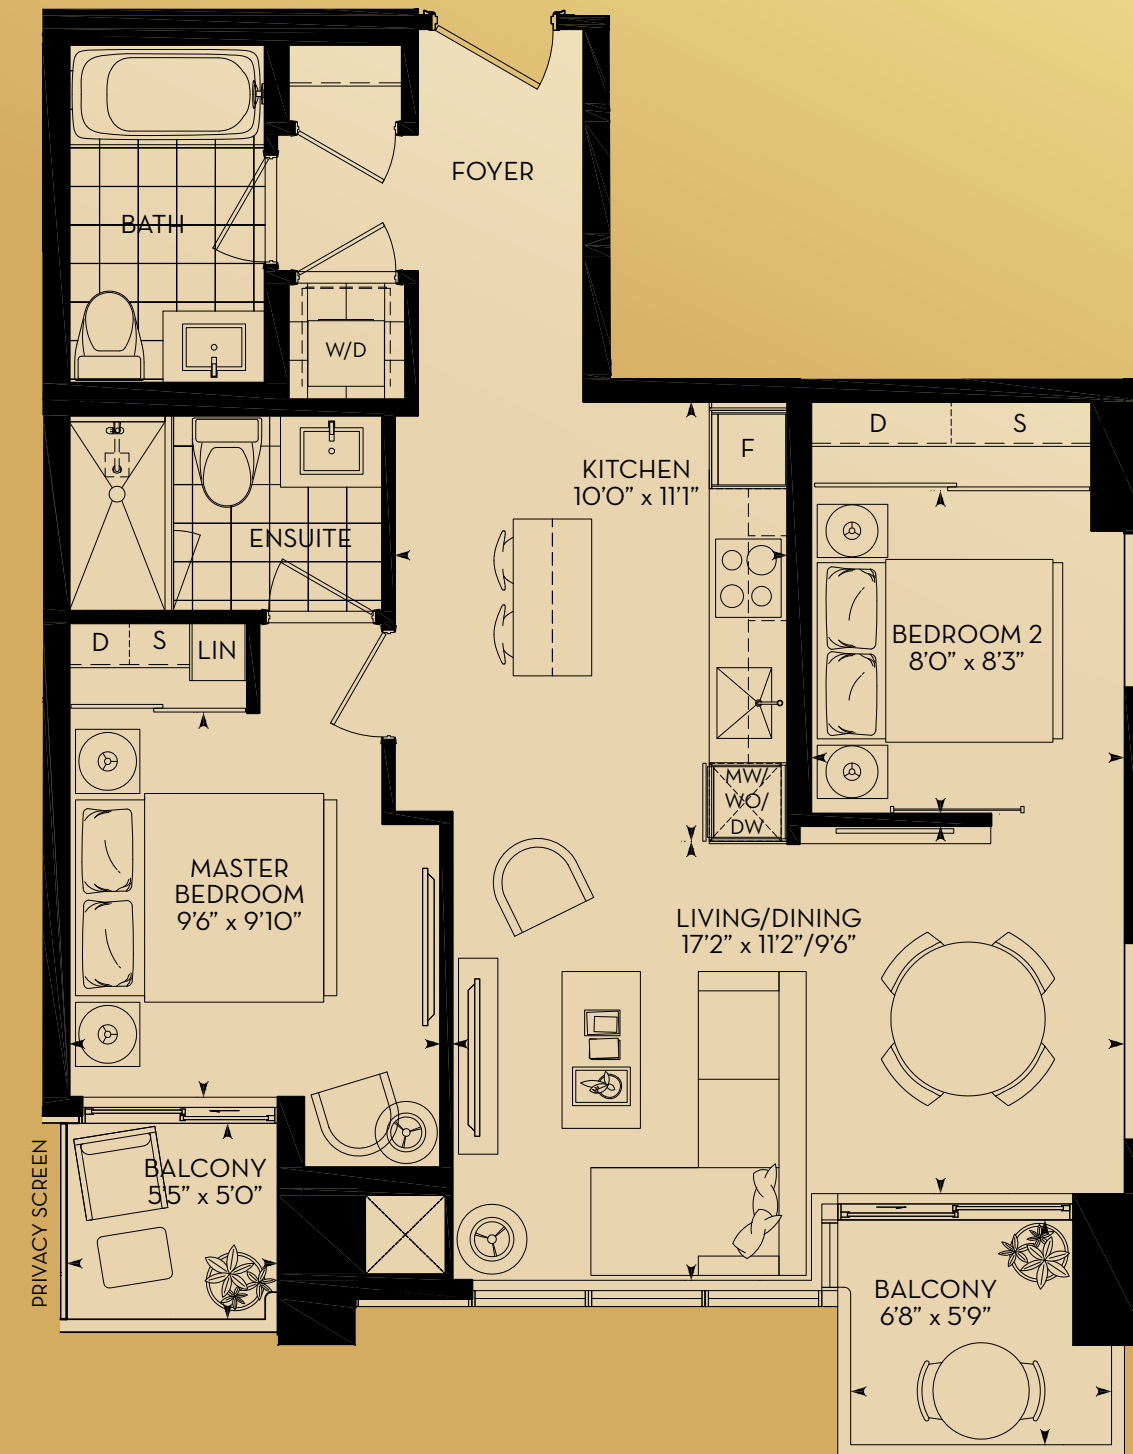 FOYER
BATH
W/D
D S
F
KITCHEN
10'0” x 11'1”
ENSUITE
BEDROOM 2
8'0” x 8'3”
D S LIN
MW/
WO/
DW
MASTER
BEDROOM
9'6” x 9'10”
LIVING/DINING
17'2” x 11'2”/9'6”
PRIVACY SCREEN
BALCONY
5'5” x 5'0”
BALCONY
6'8” x 5'9”